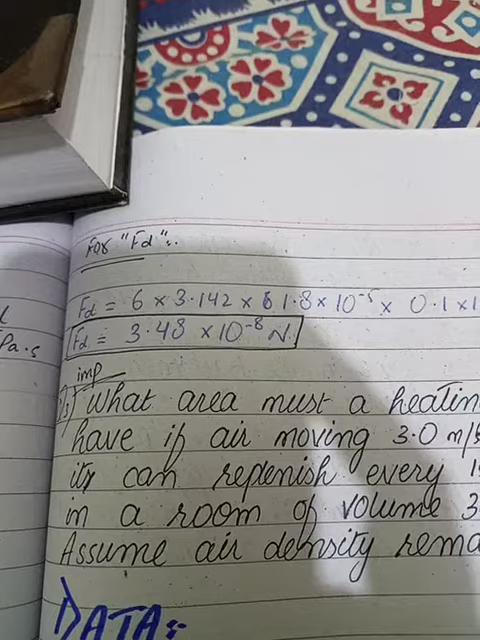 Pa.s
For "Fd":
Fd = 6 × 3.142 × 1.8 × 10⁻⁵ × 0.1 × 1
Fd = 3.48 × 10⁻⁸ N.
imp
What area must a heatin
have if air moving 3.0 m/s
it can replenish every 1
in a room of volume 3
Assume air density rema
DATA: